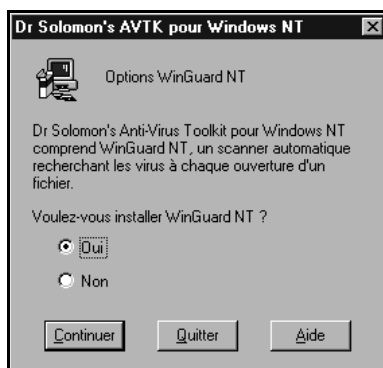 Dr Solomon's AVTK pour Windows NT
Options WinGuard NT
Dr Solomon's Anti-Virus Toolkit pour Windows NT
comprend WinGuard NT, un scanner automatique
recherchant les virus à chaque ouverture d'un
fichier.
Voulez-vous installer WinGuard NT ?
Oui
Non
Continuer
Quitter
Aide